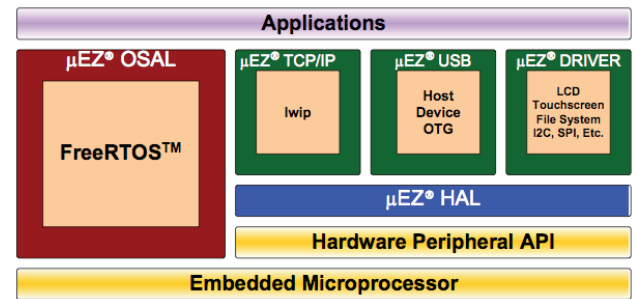 Applications
µEZ® OSAL
FreeRTOS™
µEZ® TCP/IP
lwip
µEZ® USB
Host
Device
OTG
µEZ® DRIVER
LCD
Touchscreen
File System
I2C, SPI, Etc.
µEZ® HAL
Hardware Peripheral API
Embedded Microprocessor